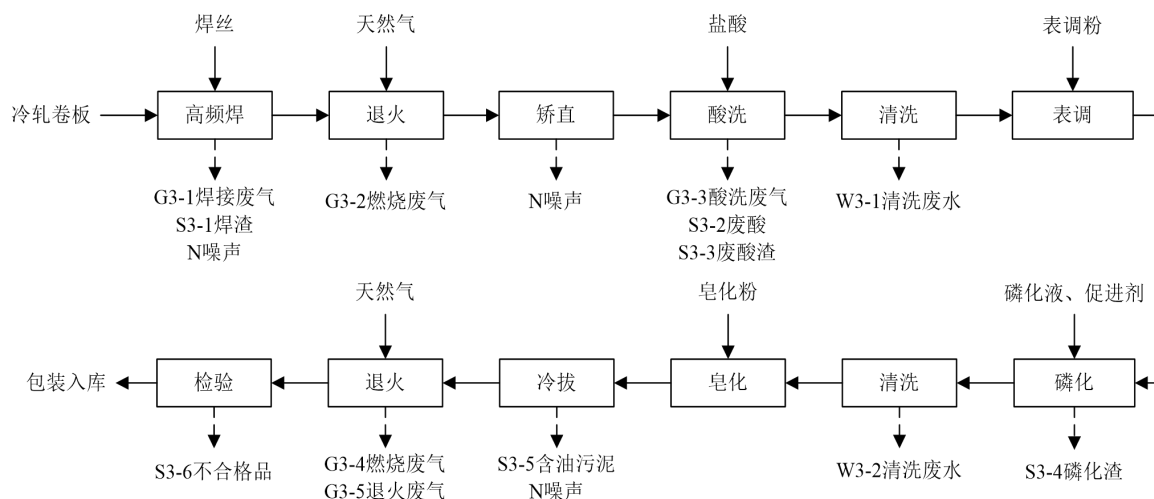 焊丝
天然气
盐酸
表调粉
冷轧卷板
高频焊
退火
矫直
酸洗
清洗
表调
G3-1焊接废气
S3-1焊渣
N噪声
G3-2燃烧废气
N噪声
G3-3酸洗废气
S3-2废酸
S3-3废酸渣
W3-1清洗废水
天然气
皂化粉
磷化液、促进剂
包装入库
检验
退火
冷拔
皂化
清洗
磷化
S3-6不合格品
G3-4燃烧废气
G3-5退火废气
S3-5含油污泥
N噪声
W3-2清洗废水
S3-4磷化渣